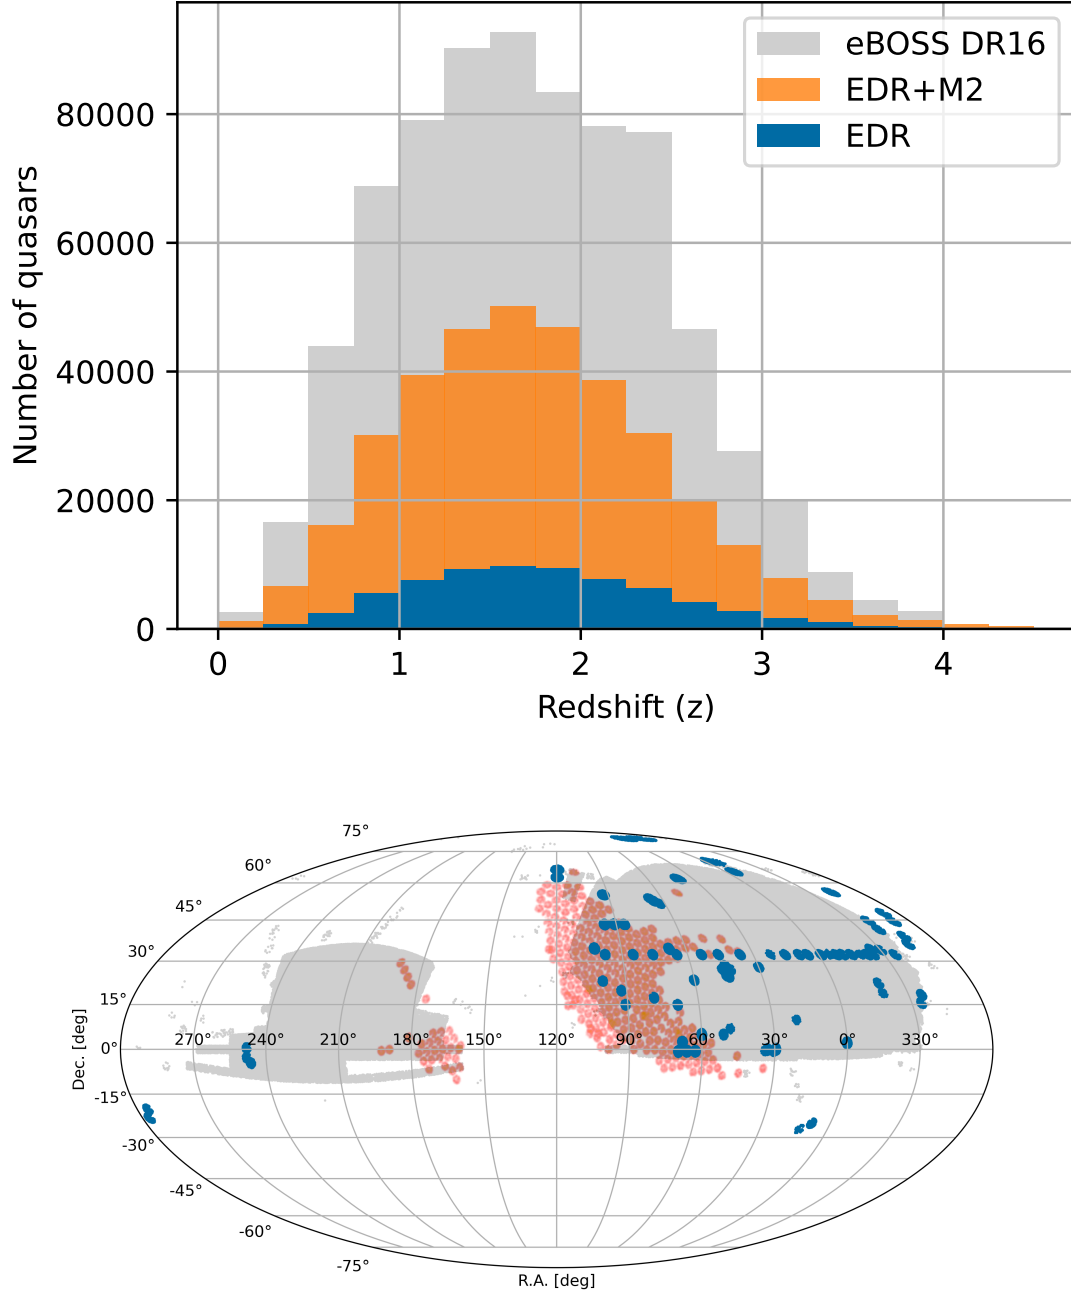 eBOSS DR16
EDR+M2
EDR
80000
60000
40000
20000
0
Number of quasars
0 1 2 3 4
Redshift (z)
75°
60°
45°
30°
15°
0°
-15°
-30°
-45°
-60°
-75°
Dec. [deg]
270° 240° 210° 180° 150° 120° 90° 60° 30° 0° 330°
R.A. [deg]